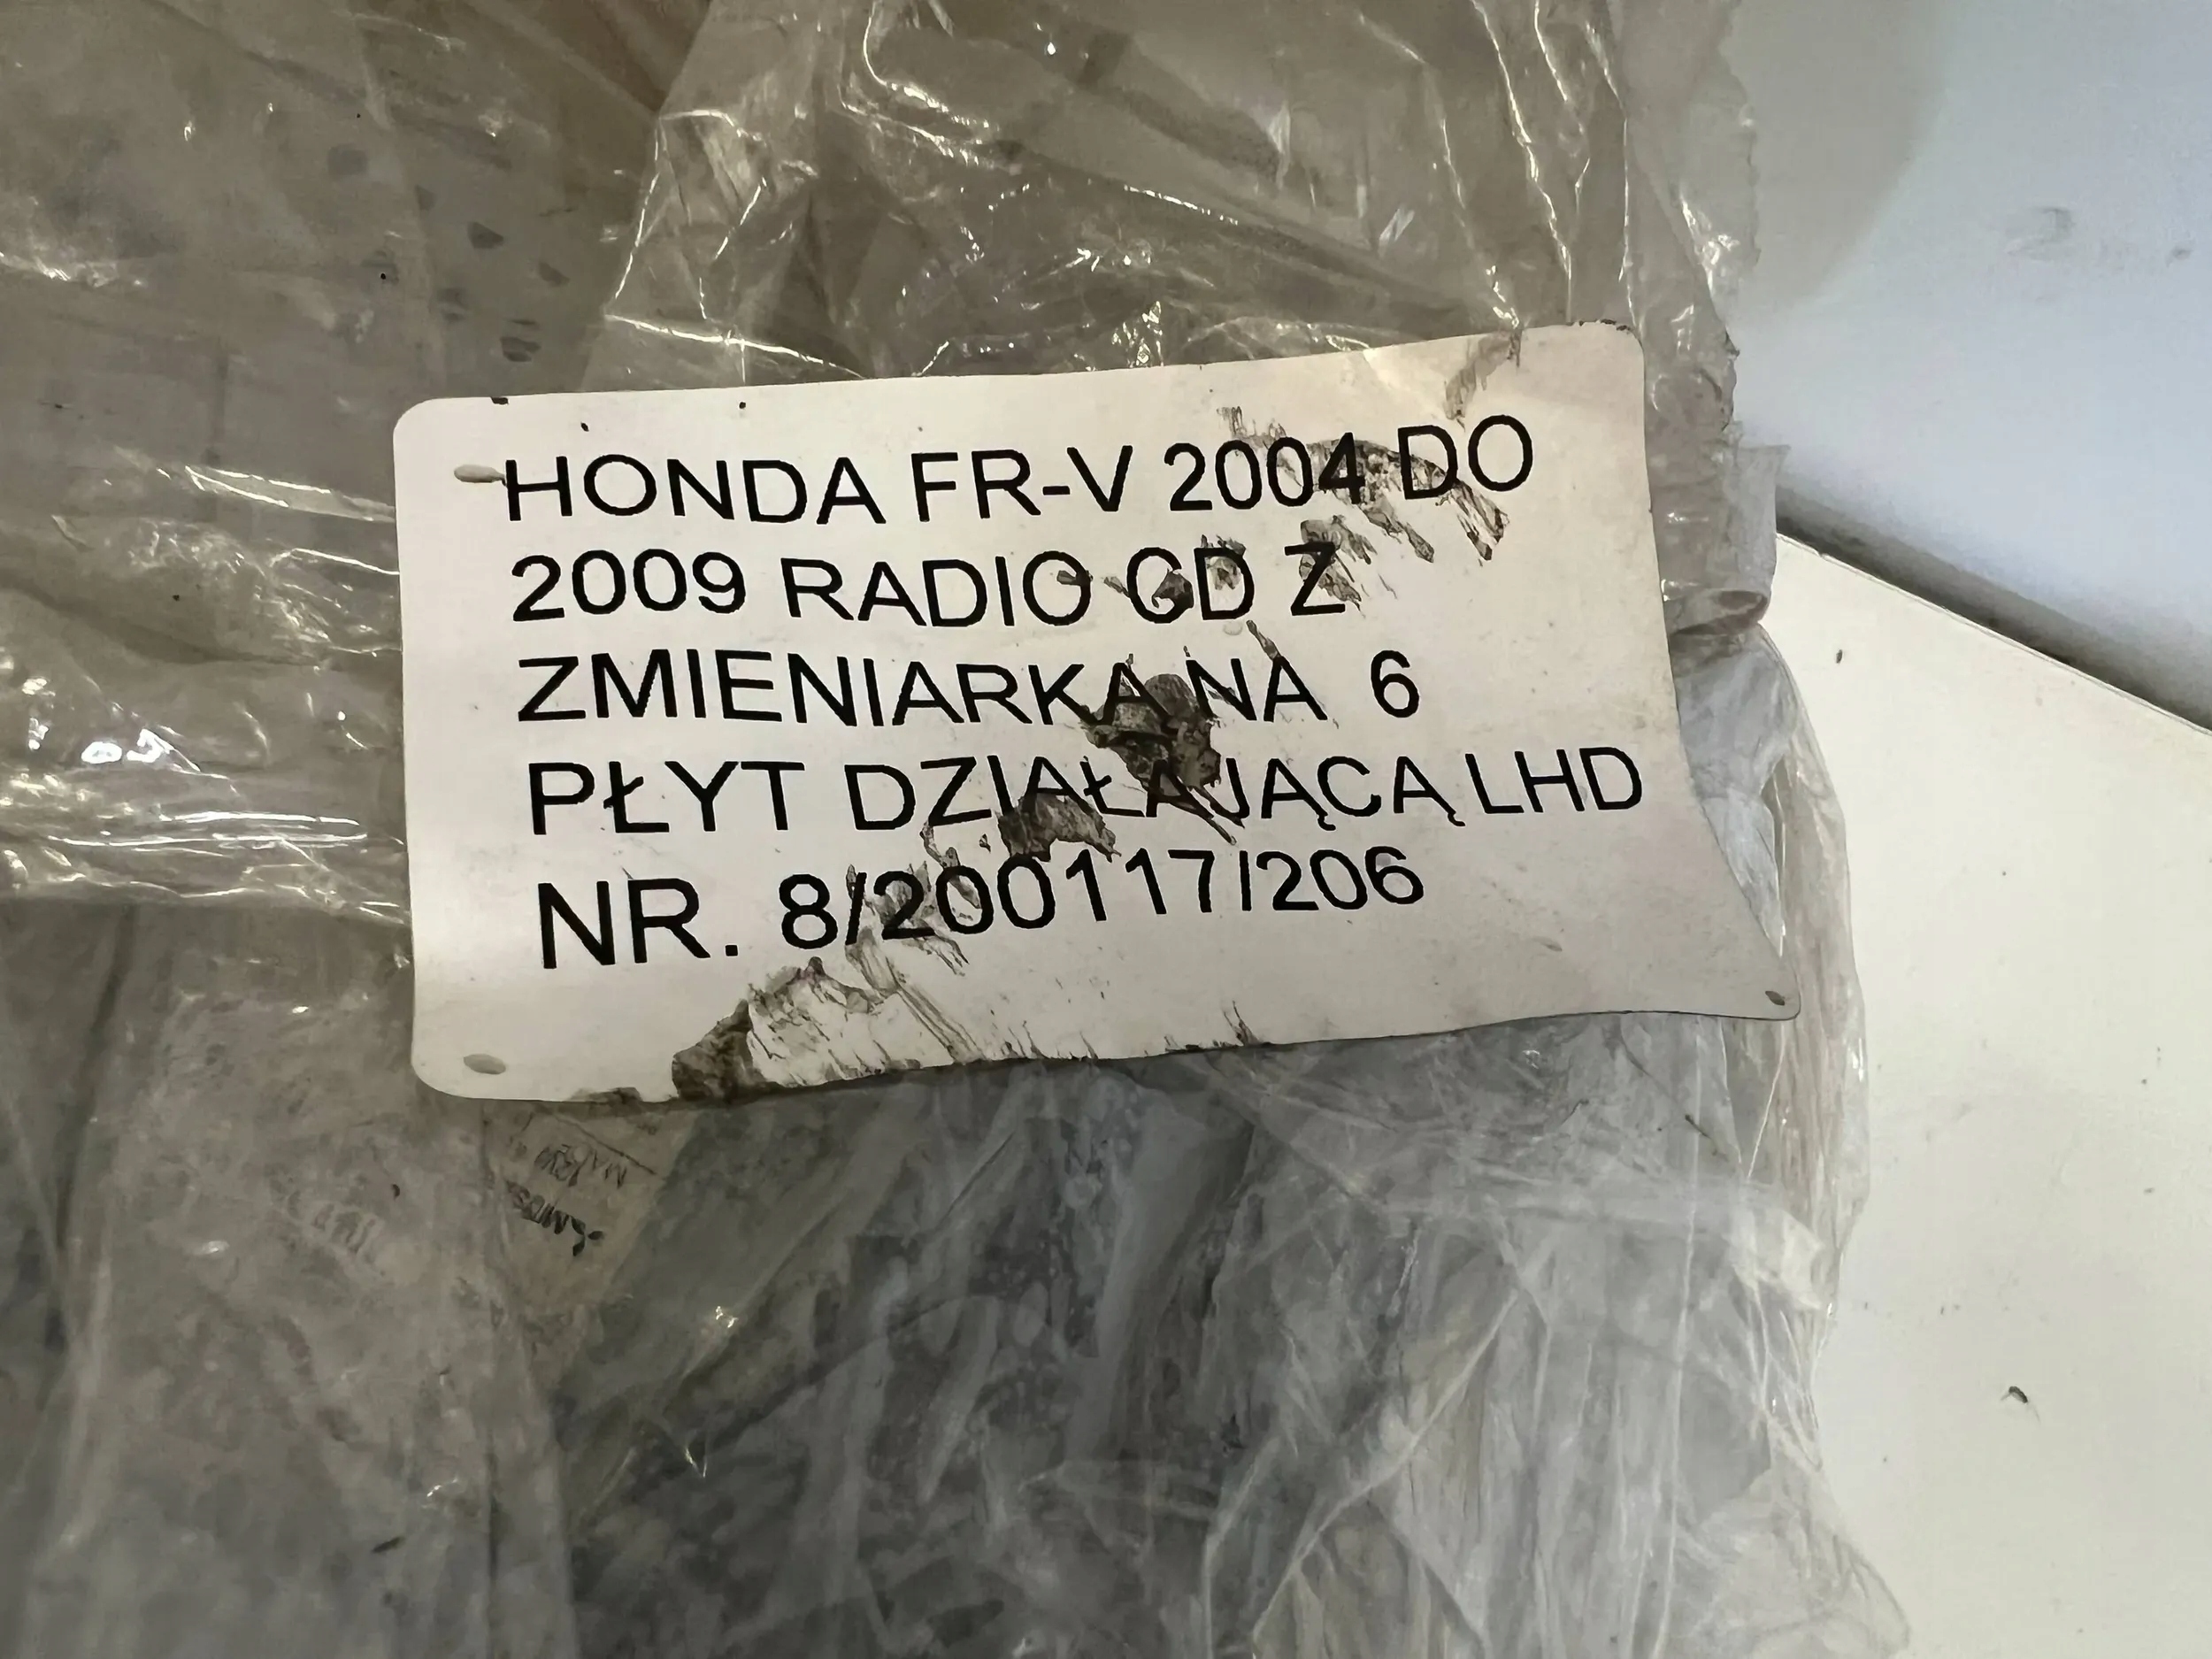 HONDA FR-V 2004 DO
2009 RADIO CD Z
ZMIENIARKA NA 6
PŁYT DZIAŁAJĄCĄ LHD
NR. 8/200117/206